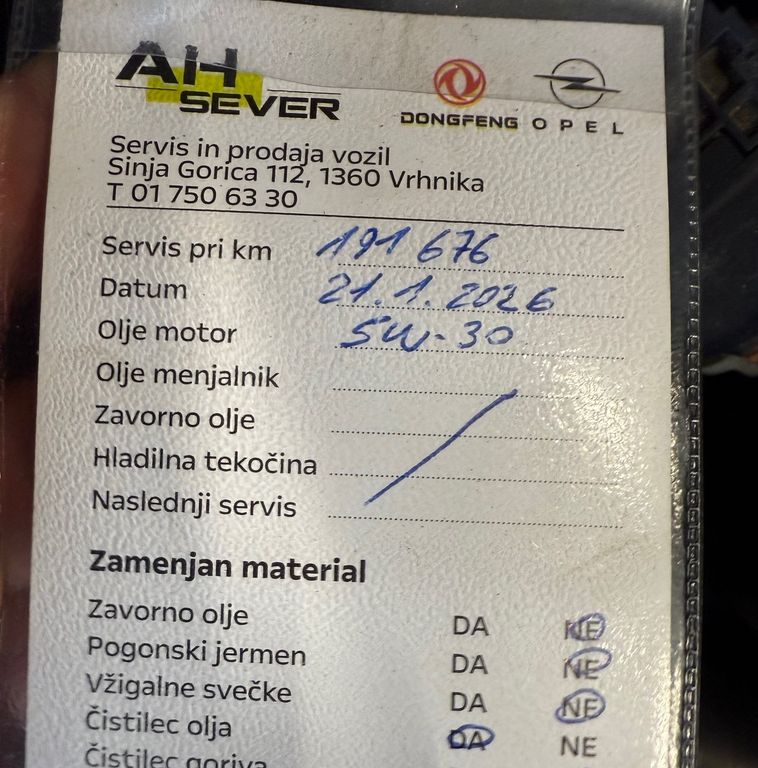 AH
SEVER
DONGFENG OPEL
Servis in prodaja vozil
Sinja Gorica 112, 1360 Vrhnika
T 01 750 63 30
Servis pri km 191 676
Datum 21.1.2026
Olje motor 5W-30
Olje menjalnik
Zavorno olje
Hladilna tekočina
Naslednji servis
Zamenjan material
Zavorno olje DA NE
Pogonski jermen DA NE
Vžigalne svečke DA NE
Čistilec olja DA NE
Čistilec goriva